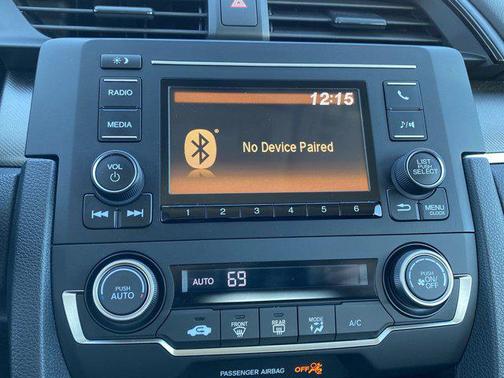 12:15
RADIO
MEDIA
No Device Paired
VOL
LIST
PUSH
SELECT
MENU
CLOCK
1 2 3 4 5 6
PUSH
AUTO
AUTO 69
PUSH
ON/
OFF
FRONT
REAR
MODE
A/C
PASSENGER AIRBAG OFF